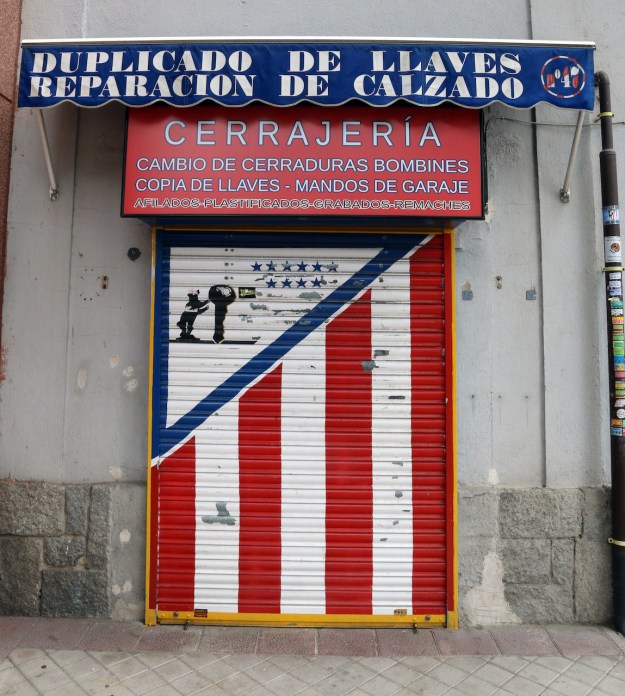 DUPLICADO DE LLAVES
REPARACION DE CALZADO
Nº47
CERRAJERÍA
CAMBIO DE CERRADURAS BOMBINES
COPIA DE LLAVES - MANDOS DE GARAJE
AFILADOS-PLASTIFICADOS-GRABADOS-REMACHES